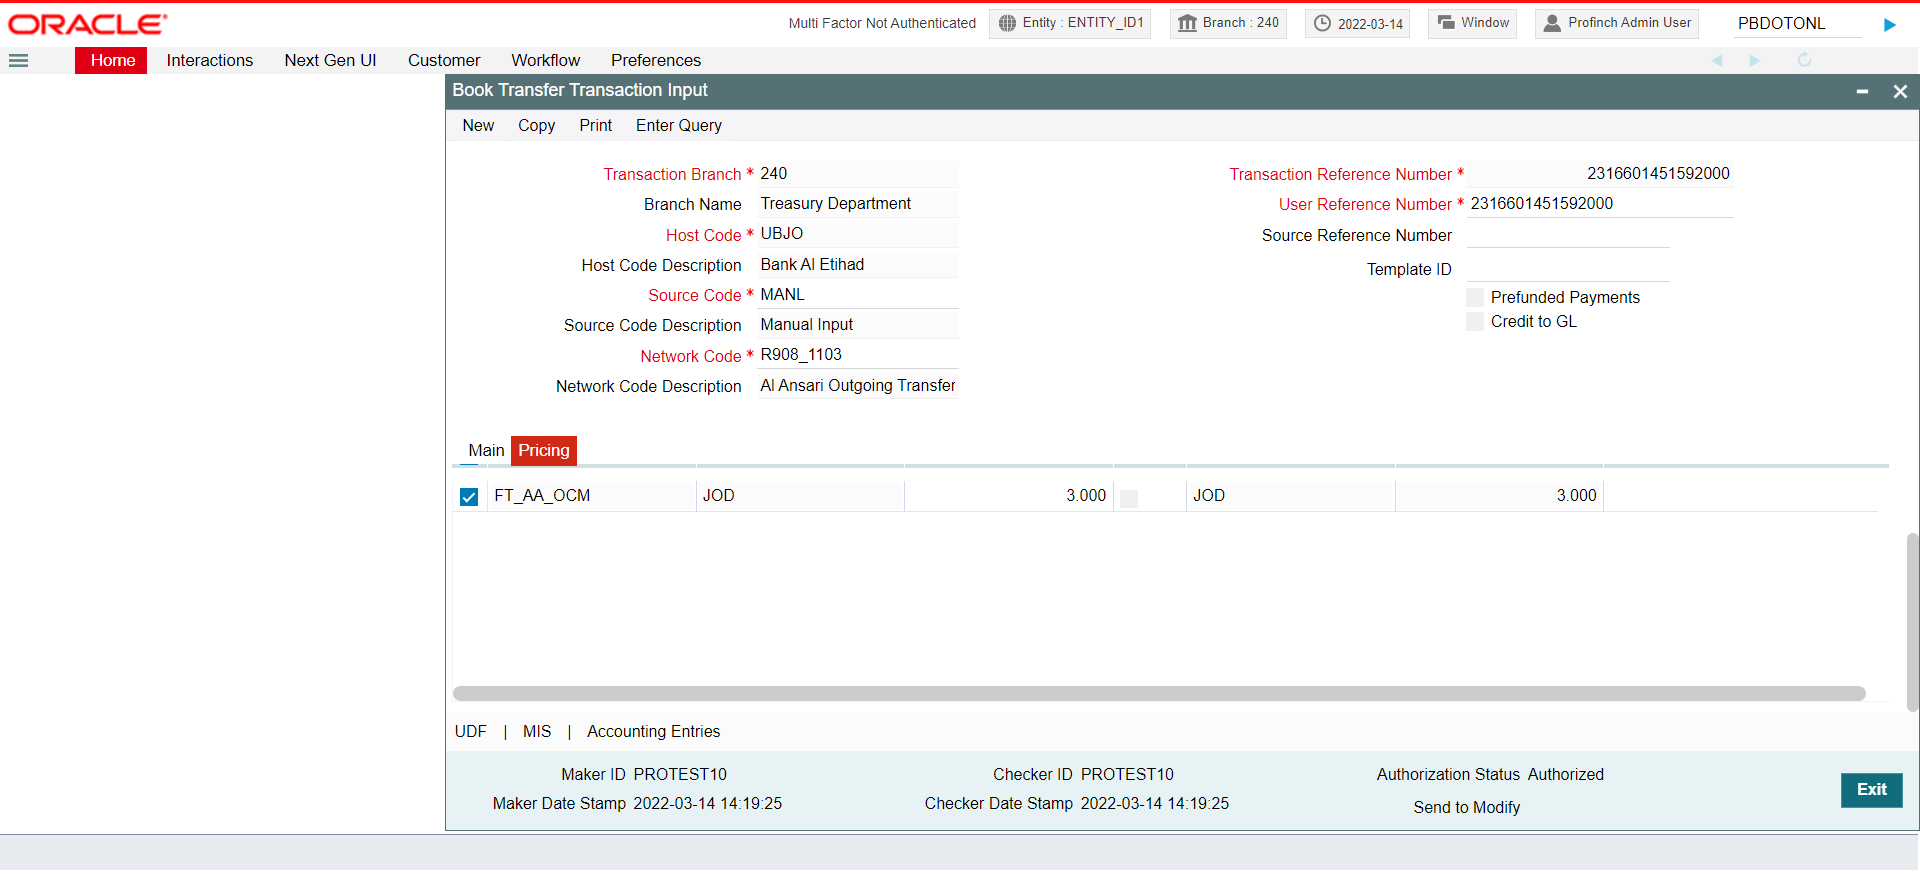 ORACLE
Multi Factor Not Authenticated Entity : ENTITY_ID1 Branch : 240 2022-03-14 Window Profinch Admin User PBDOTONL
Home Interactions Next Gen UI Customer Workflow Preferences
Book Transfer Transaction Input
New Copy Print Enter Query
Transaction Branch * 240
Branch Name Treasury Department
Host Code * UBJO
Host Code Description Bank Al Etihad
Source Code * MANL
Source Code Description Manual Input
Network Code * R908_1103
Network Code Description Al Ansari Outgoing Transfer
Transaction Reference Number * 2316601451592000
User Reference Number * 2316601451592000
Source Reference Number
Template ID
Prefunded Payments
Credit to GL
Main Pricing
FT_AA_OCM JOD 3.000 JOD 3.000
UDF | MIS | Accounting Entries
Maker ID PROTEST10
Maker Date Stamp 2022-03-14 14:19:25
Checker ID PROTEST10
Checker Date Stamp 2022-03-14 14:19:25
Authorization Status Authorized
Send to Modify
Exit